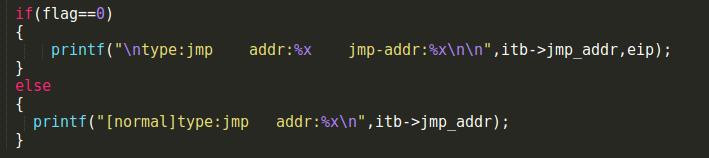 if(flag==0)
{
    printf("\ntype:jmp    addr:%x    jmp-addr:%x\n\n",itb->jmp_addr,eip);
}
else
{
  printf("[normal]type:jmp   addr:%x\n",itb->jmp_addr);
}